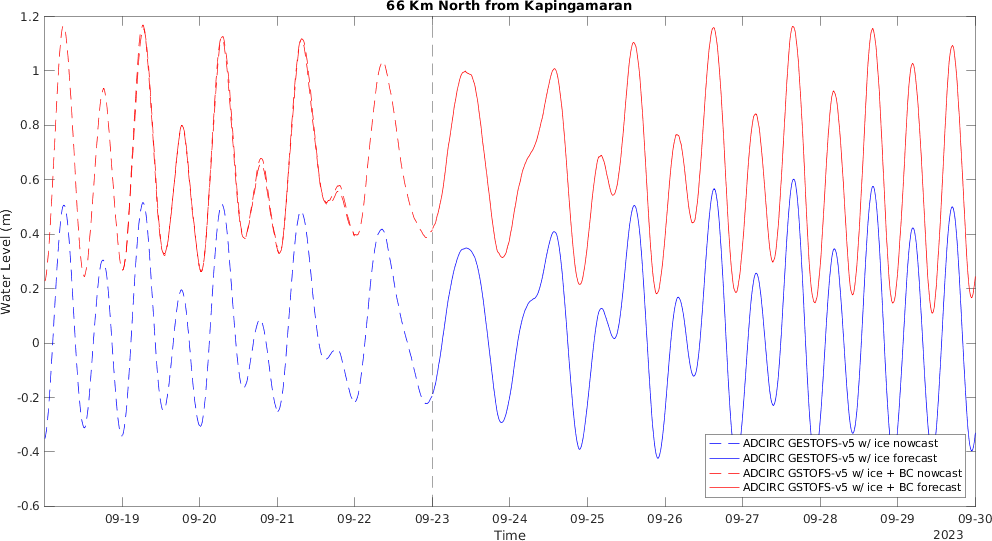 66 Km North from Kapingamaran
1.2
1
0.8
0.6
0.4
0.2
0
-0.2
-0.4
-0.6
Water Level (m)
09-19 09-20 09-21 09-22 09-23 09-24 09-25 09-26 09-27 09-28 09-29 09-30
Time
2023
ADCIRC GESTOFS-v5 w/ ice nowcast
ADCIRC GESTOFS-v5 w/ ice forecast
ADCIRC GSTOFS-v5 w/ ice + BC nowcast
ADCIRC GSTOFS-v5 w/ ice + BC forecast